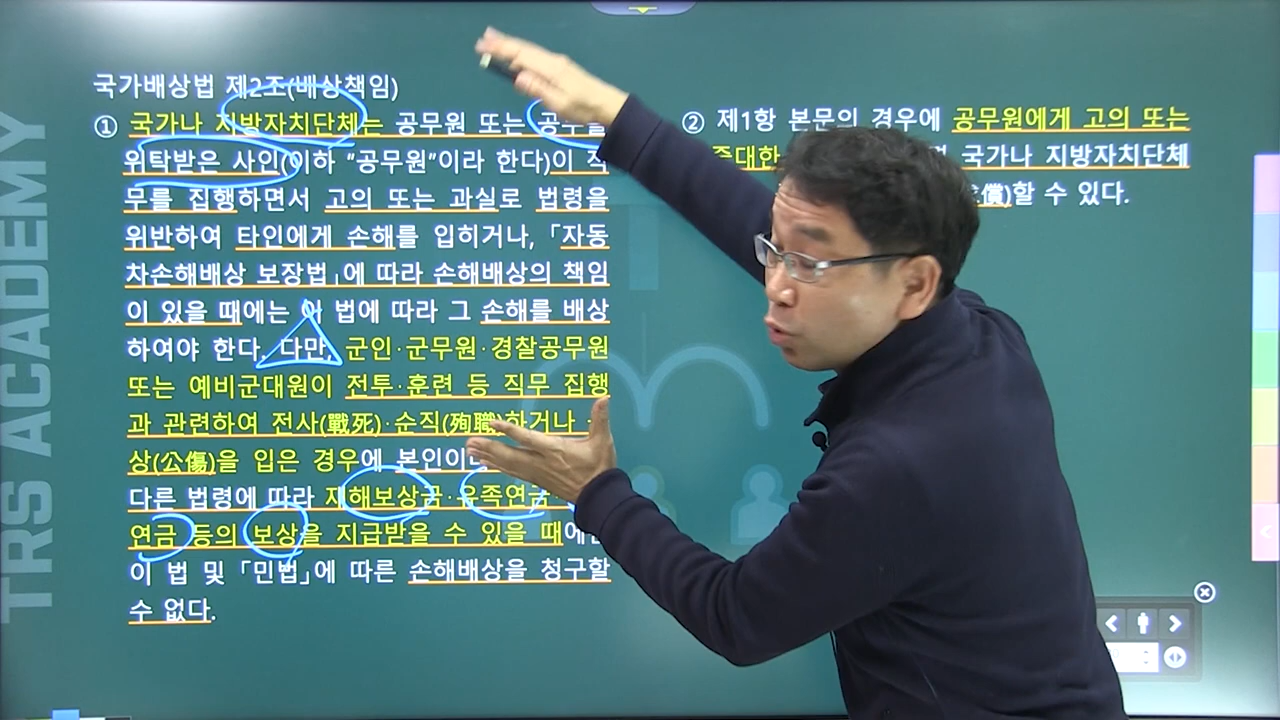 국가배상법 제2조(배상책임)
① 국가나 지방자치단체는 공무원 또는 공무를
위탁받은 사인(이하 "공무원"이라 한다)이 직
무를 집행하면서 고의 또는 과실로 법령을
위반하여 타인에게 손해를 입히거나, 「자동
차손해배상 보장법」에 따라 손해배상의 책임
이 있을 때에는 이 법에 따라 그 손해를 배상
하여야 한다. 다만, 군인·군무원·경찰공무원
또는 예비군대원이 전투·훈련 등 직무 집행
과 관련하여 전사(戰死)·순직(殉職)하거나
상(公傷)을 입은 경우에 본인이
다른 법령에 따라 재해보상금·유족연금
연금 등의 보상을 지급받을 수 있을 때에는
이 법 및 「민법」에 따른 손해배상을 청구할
수 없다.
② 제1항 본문의 경우에 공무원에게 고의 또는
중대한 국가나 지방자치단체
償)할 수 있다.
TRS ACADEMY